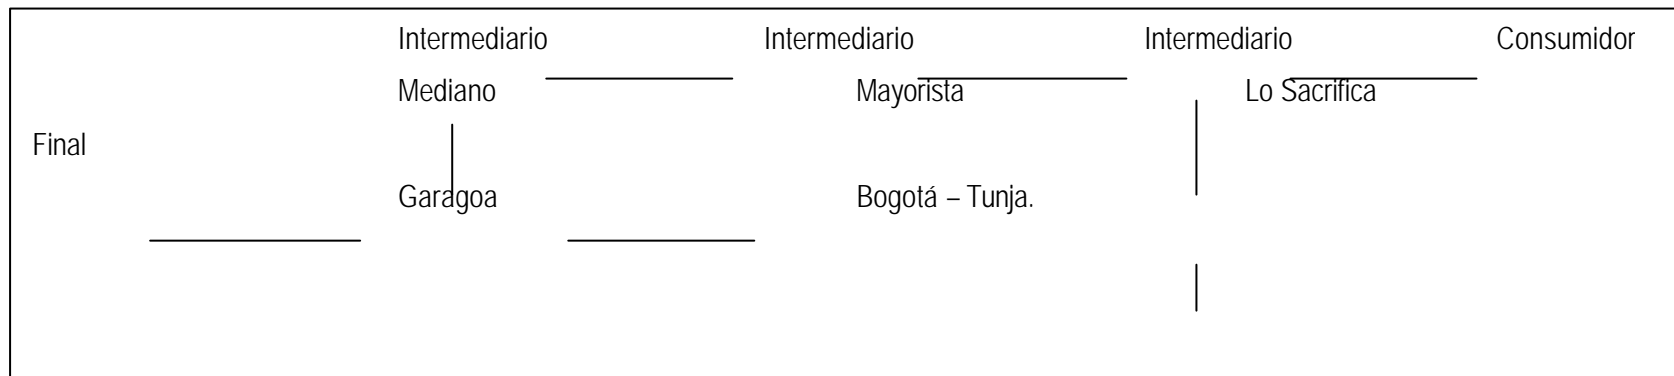 Intermediario Intermediario Intermediario Consumidor
Mediano Mayorista Lo Sacrifica
Final
Garagoa Bogotá – Tunja.